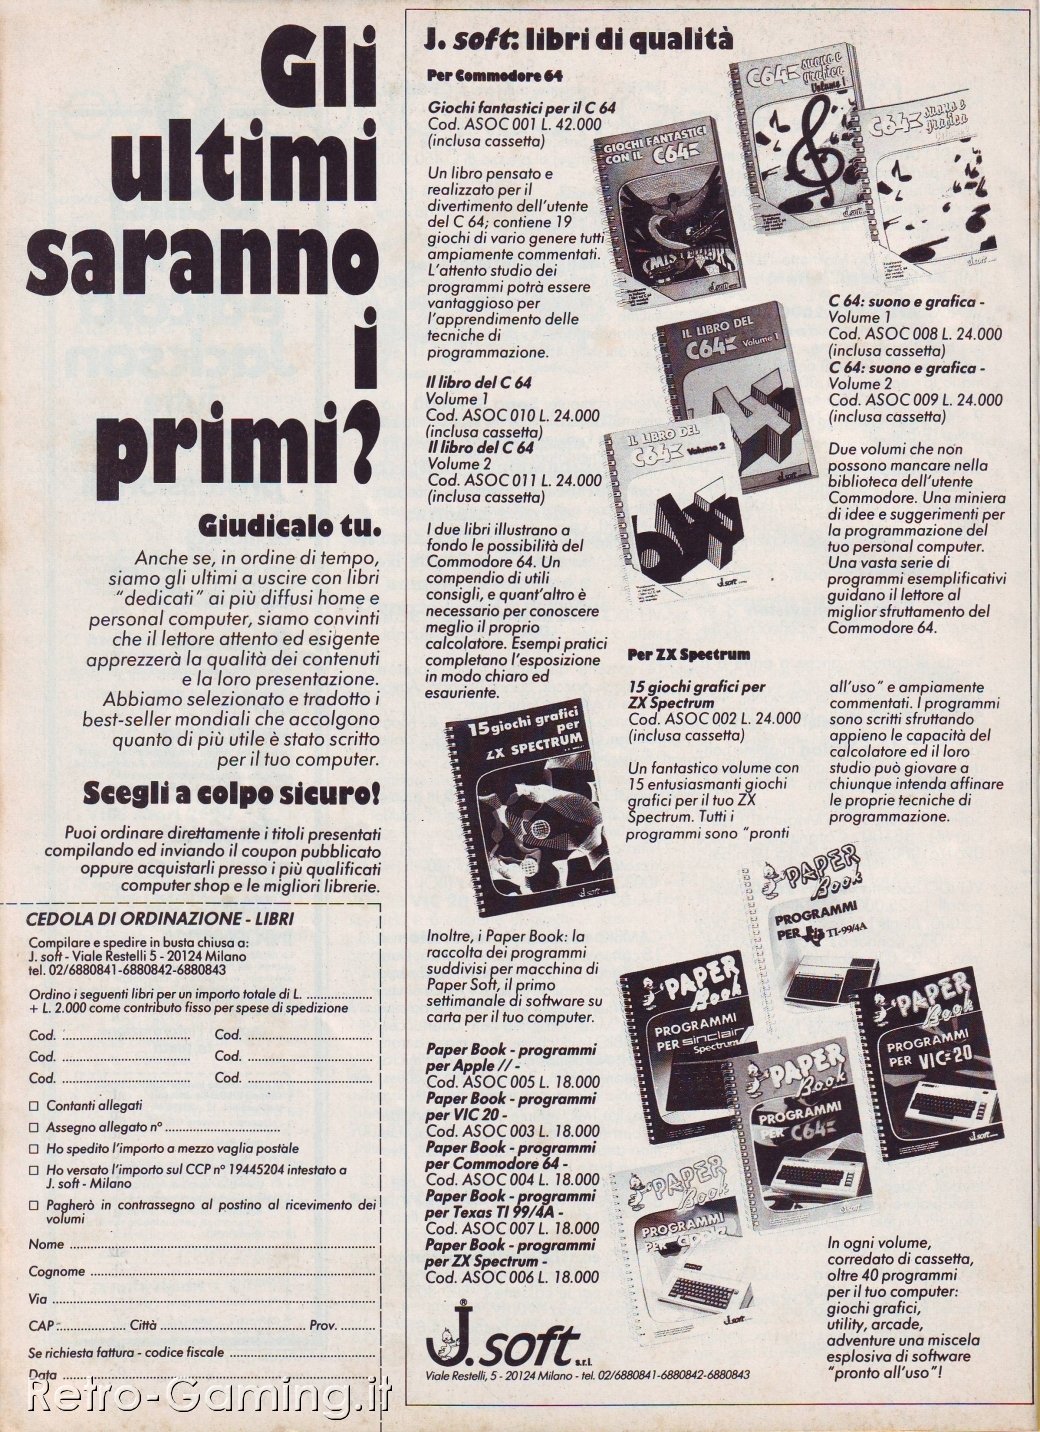 Gli
ultimi
saranno
i
primi?
Giudicalo tu.
Anche se, in ordine di tempo,
siamo gli ultimi a uscire con libri
"dedicati" ai più diffusi home e
personal computer, siamo convinti
che il lettore attento ed esigente
apprezzerà la qualità dei contenuti
e la loro presentazione.
Abbiamo selezionato e tradotto i
best-seller mondiali che accolgono
quanto di più utile è stato scritto
per il tuo computer.
Scegli a colpo sicuro!
Puoi ordinare direttamente i titoli presentati
compilando ed inviando il coupon pubblicato
oppure acquistarli presso i più qualificati
computer shop e le migliori librerie.
CEDOLA DI ORDINAZIONE - LIBRI
Compilare e spedire in busta chiusa a:
J. soft - Viale Restelli 5 - 20124 Milano
tel. 02/6880841-6880842-6880843
Ordino i seguenti libri per un importo totale di L. ....................
+ L. 2.000 come contributo fisso per spese di spedizione
Cod. .................................... Cod. ....................................
Cod. .................................... Cod. ....................................
Cod. .................................... Cod. ....................................
□ Contanti allegati
□ Assegno allegato n° ....................................
□ Ho spedito l'importo a mezzo vaglia postale
□ Ho versato l'importo sul CCP n° 19445204 intestato a
J. soft - Milano
□ Pagherò in contrassegno al postino al ricevimento dei
volumi
Nome ....................................
Cognome ....................................
Via ....................................
CAP .................... Città .................................... Prov. ..........
Se richiesta fattura - codice fiscale ....................................
Data ....................................
Retro-Gaming.it
J. soft: libri di qualità
Per Commodore 64
Giochi fantastici per il C 64
Cod. ASOC 001 L. 42.000
(inclusa cassetta)
Un libro pensato e
realizzato per il
divertimento dell'utente
del C 64; contiene 19
giochi di vario genere tutti
ampiamente commentati.
L'attento studio dei
programmi potrà essere
vantaggioso per
l'apprendimento delle
tecniche di
programmazione.
Il libro del C 64
Volume 1
Cod. ASOC 010 L. 24.000
(inclusa cassetta)
Il libro del C 64
Volume 2
Cod. ASOC 011 L. 24.000
(inclusa cassetta)
I due libri illustrano a
fondo le possibilità del
Commodore 64. Un
compendio di utili
consigli, e quant'altro è
necessario per conoscere
meglio il proprio
calcolatore. Esempi pratici
completano l'esposizione
in modo chiaro ed
esauriente.
GIOCHI FANTASTICI
CON IL C64
J.soft
C64 suono e
grafica
Volume 1
J.soft
C64 suono e
grafica
J.soft
IL LIBRO DEL
C64 Volume 1
J.soft
IL LIBRO DEL
C64 Volume 2
J.soft
C 64: suono e grafica -
Volume 1
Cod. ASOC 008 L. 24.000
(inclusa cassetta)
C 64: suono e grafica -
Volume 2
Cod. ASOC 009 L. 24.000
(inclusa cassetta)
Due volumi che non
possono mancare nella
biblioteca dell'utente
Commodore. Una miniera
di idee e suggerimenti per
la programmazione del
tuo personal computer.
Una vasta serie di
programmi esemplificativi
guidano il lettore al
miglior sfruttamento del
Commodore 64.
Per ZX Spectrum
15 giochi grafici per
ZX Spectrum
Cod. ASOC 002 L. 24.000
(inclusa cassetta)
Un fantastico volume con
15 entusiasmanti giochi
grafici per il tuo ZX
Spectrum. Tutti i
programmi sono "pronti
all'uso" e ampiamente
commentati. I programmi
sono scritti sfruttando
appieno le capacità del
calcolatore ed il loro
studio può giovare a
chiunque intenda affinare
le proprie tecniche di
programmazione.
15 giochi grafici
per
ZX SPECTRUM
J.soft
Inoltre, i Paper Book: la
raccolta dei programmi
suddivisi per macchina di
Paper Soft, il primo
settimanale di software su
carta per il tuo computer.
Paper Book - programmi
per Apple // -
Cod. ASOC 005 L. 18.000
Paper Book - programmi
per VIC 20 -
Cod. ASOC 003 L. 18.000
Paper Book - programmi
per Commodore 64 -
Cod. ASOC 004 L. 18.000
Paper Book - programmi
per Texas TI 99/4A -
Cod. ASOC 007 L. 18.000
Paper Book - programmi
per ZX Spectrum -
Cod. ASOC 006 L. 18.000
PAPER
Book
PROGRAMMI
PER TI-99/4A
PAPER
Book
PROGRAMMI
PER sinclair
Spectrum
PAPER
Book
PROGRAMMI
PER VIC-20
J.soft
PAPER
Book
PROGRAMMI
PER C64
J.soft
PAPER
Book
PROGRAMMI
PER apple
J.soft
In ogni volume,
corredato di cassetta,
oltre 40 programmi
per il tuo computer:
giochi grafici,
utility, arcade,
adventure una miscela
esplosiva di software
"pronto all'uso"!
J.soft s.r.l.
®
Viale Restelli, 5 - 20124 Milano - tel. 02/6880841-6880842-6880843